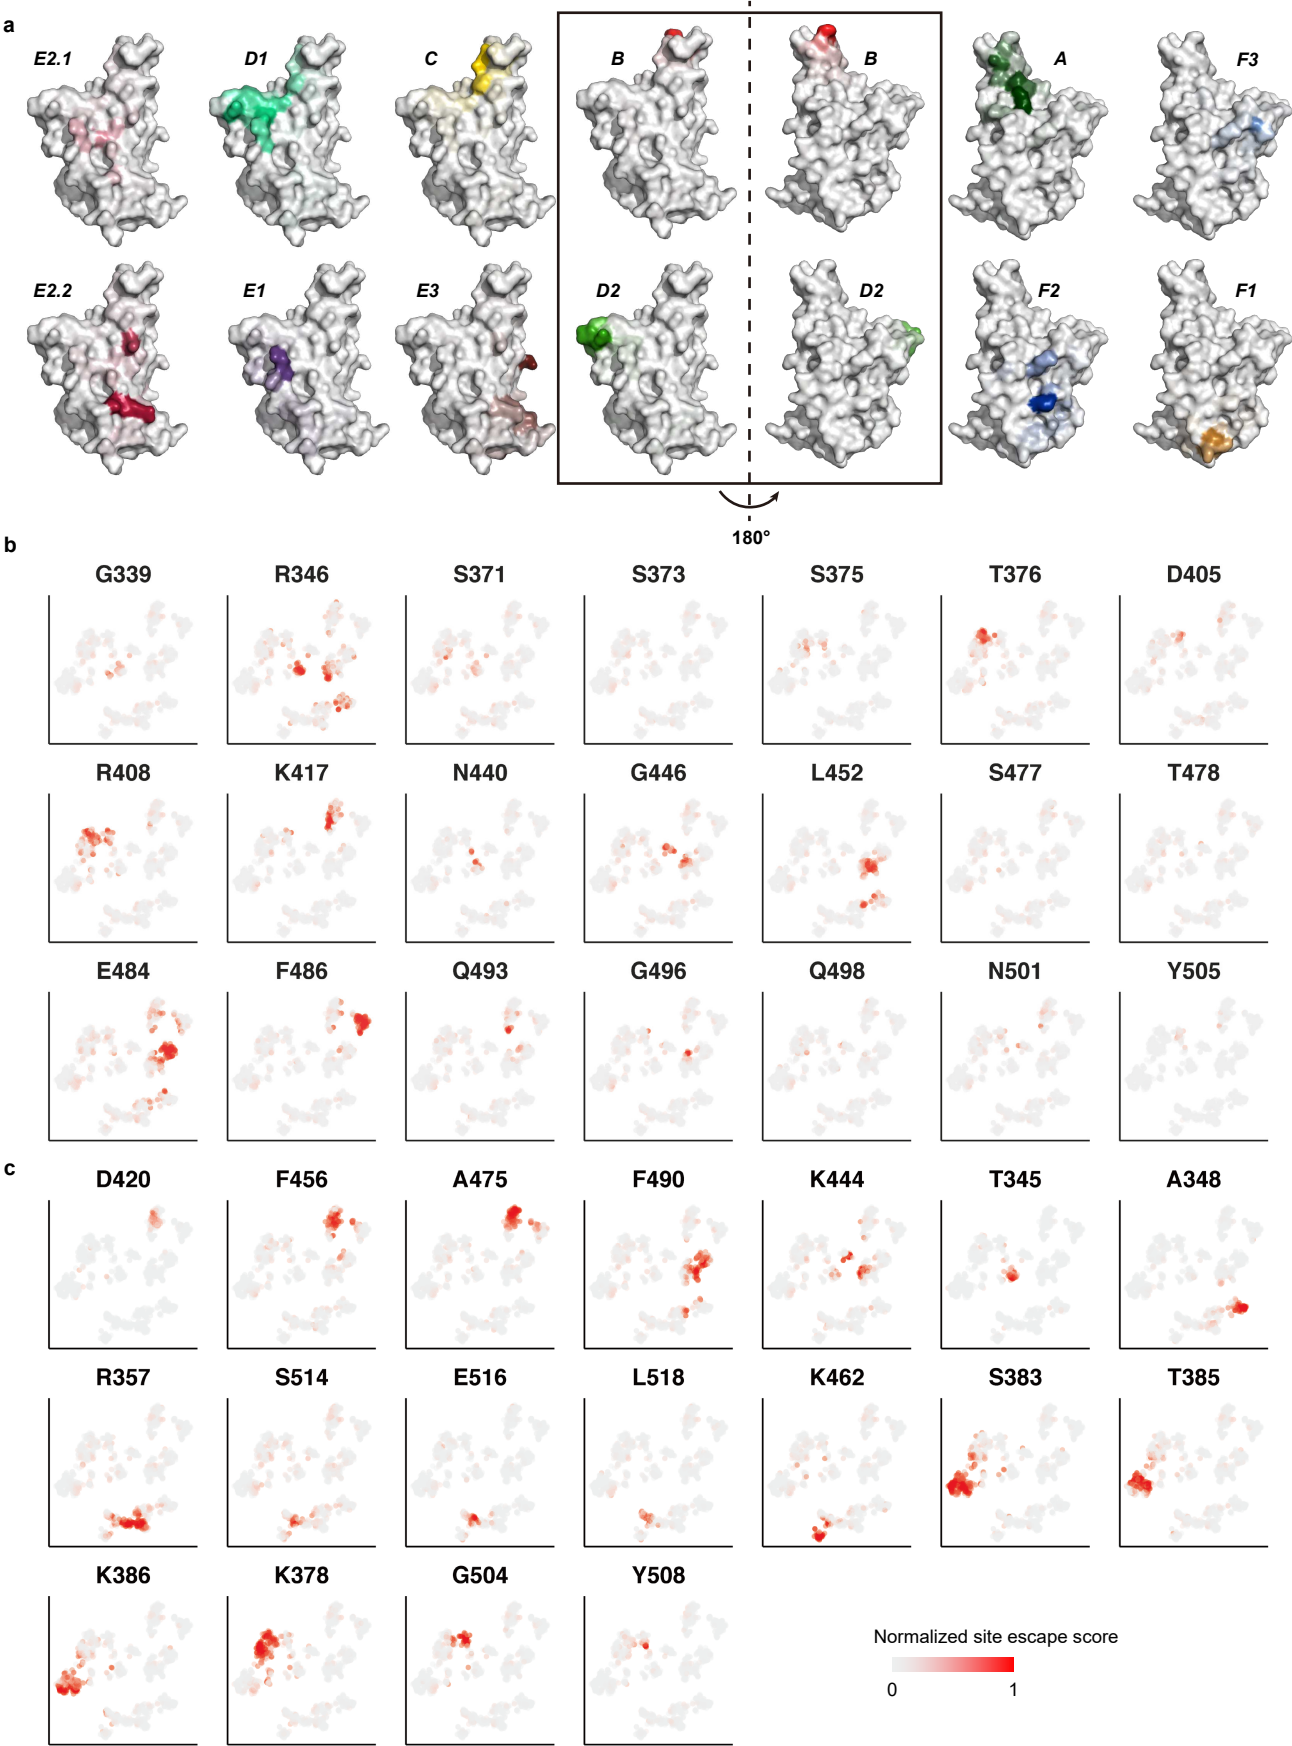 a
E2.1 D1 C B B A F3
E2.2 E1 E3 D2 D2 F2 F1
180°
b
G339 R346 S371 S373 S375 T376 D405
R408 K417 N440 G446 L452 S477 T478
E484 F486 Q493 G496 Q498 N501 Y505
c
D420 F456 A475 F490 K444 T345 A348
R357 S514 E516 L518 K462 S383 T385
K386 K378 G504 Y508
Normalized site escape score
0 1